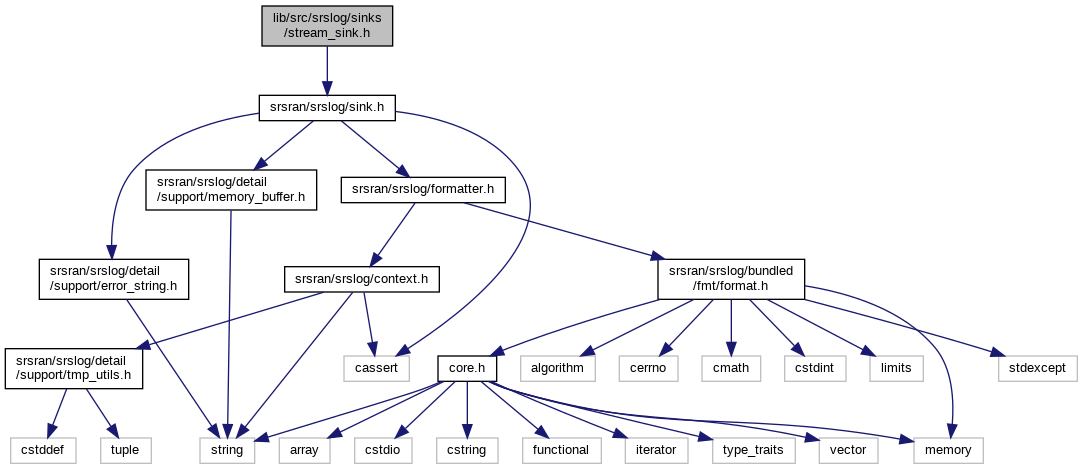 lib/src/srslog/sinks
/stream_sink.h
srsran/srslog/sink.h
srsran/srslog/detail
/support/memory_buffer.h
srsran/srslog/formatter.h
srsran/srslog/detail
/support/error_string.h
srsran/srslog/context.h
srsran/srslog/bundled
/fmt/format.h
srsran/srslog/detail
/support/tmp_utils.h
cassert
core.h
algorithm
cerrno
cmath
cstdint
limits
stdexcept
cstddef
tuple
string
array
cstdio
cstring
functional
iterator
type_traits
vector
memory